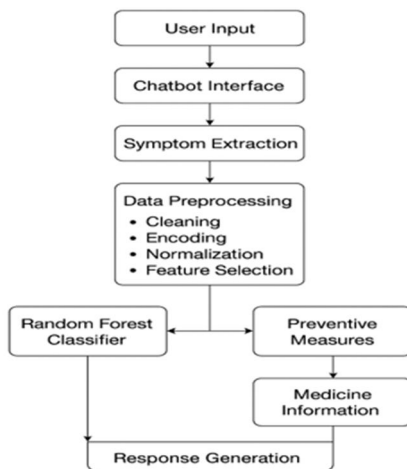 User Input
Chatbot Interface
Symptom Extraction
Data Preprocessing
• Cleaning
• Encoding
• Normalization
• Feature Selection
Random Forest
Classifier
Preventive
Measures
Medicine
Information
Response Generation